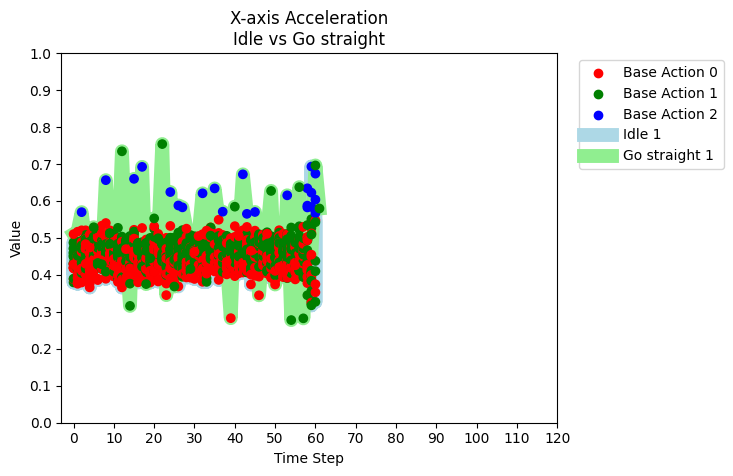 X-axis Acceleration
Idle vs Go straight
1.0
0.9
0.8
0.7
0.6
0.5
0.4
0.3
0.2
0.1
0.0
Value
0 10 20 30 40 50 60 70 80 90 100 110 120
Time Step
Base Action 0
Base Action 1
Base Action 2
Idle 1
Go straight 1